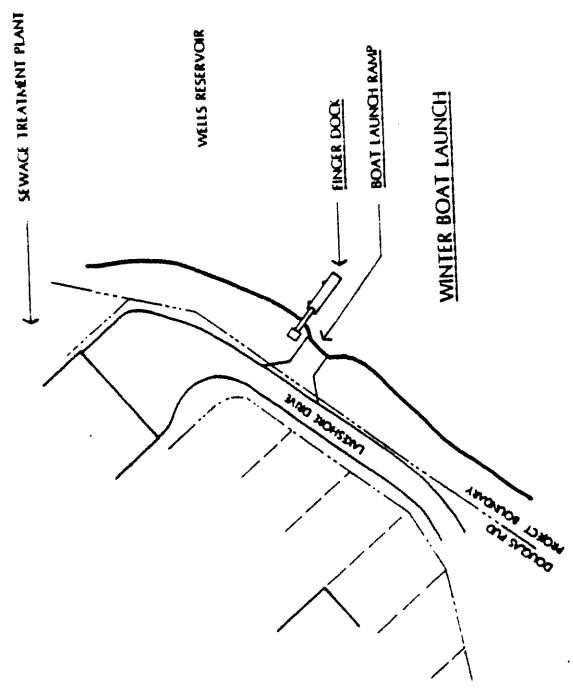 SEWAGE TREATMENT PLANT
WELLS RESERVOIR
FINGER DOCK
BOAT LAUNCH RAMP
WINTER BOAT LAUNCH
LAKESHORE DRIVE
DOUGLAS PUD
PROJECT BOUNDARY